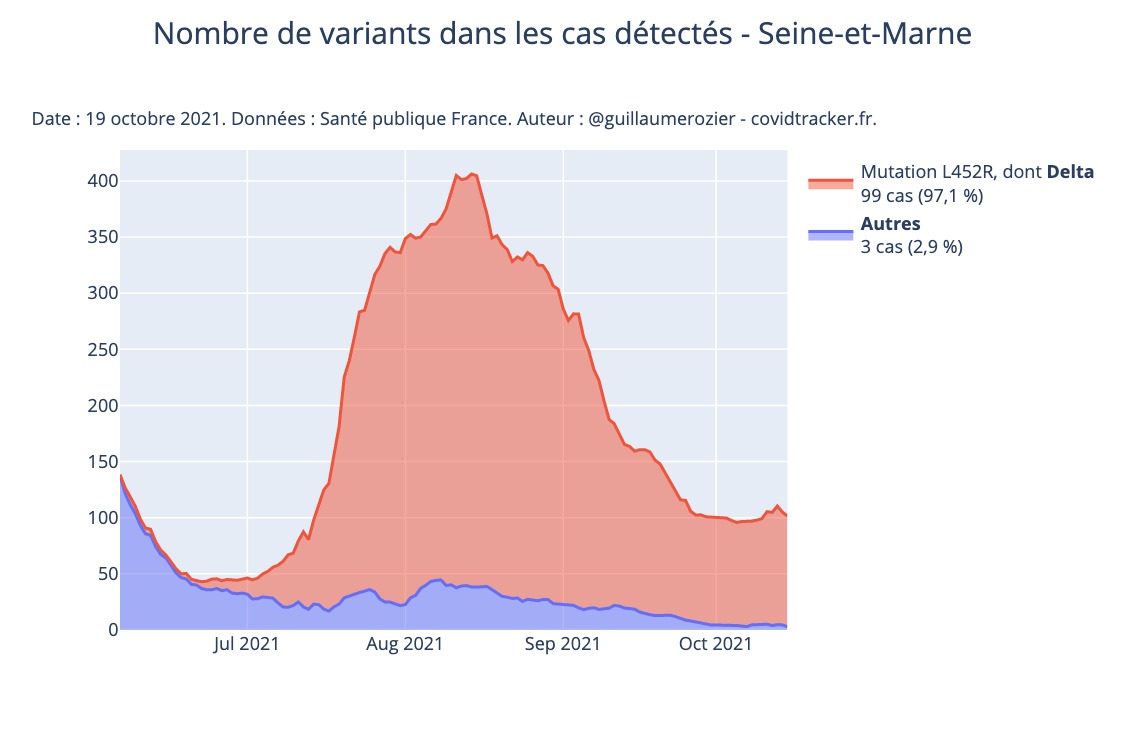 Nombre de variants dans les cas détectés - Seine-et-Marne
Date : 19 octobre 2021. Données : Santé publique France. Auteur : @guillaumerozier - covidtracker.fr.
Mutation L452R, dont Delta
99 cas (97,1 %)
Autres
3 cas (2,9 %)
400
350
300
250
200
150
100
50
0
Jul 2021
Aug 2021
Sep 2021
Oct 2021